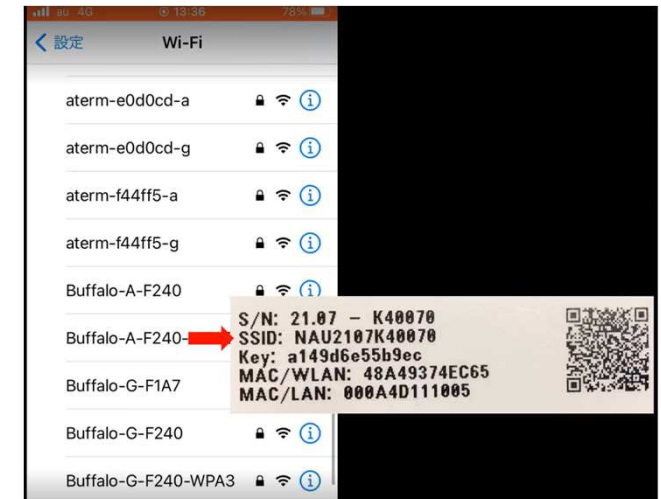 au 4G 13:36 78%
設定 Wi-Fi
aterm-e0d0cd-a
aterm-e0d0cd-g
aterm-f44ff5-a
aterm-f44ff5-g
Buffalo-A-F240
Buffalo-A-F240-
Buffalo-G-F1A7
Buffalo-G-F240
Buffalo-G-F240-WPA3
S/N: 21.07 - K40070
SSID: NAU2107K40070
Key: a149d6e55b9ec
MAC/WLAN: 48A49374EC65
MAC/LAN: 000A4D111005